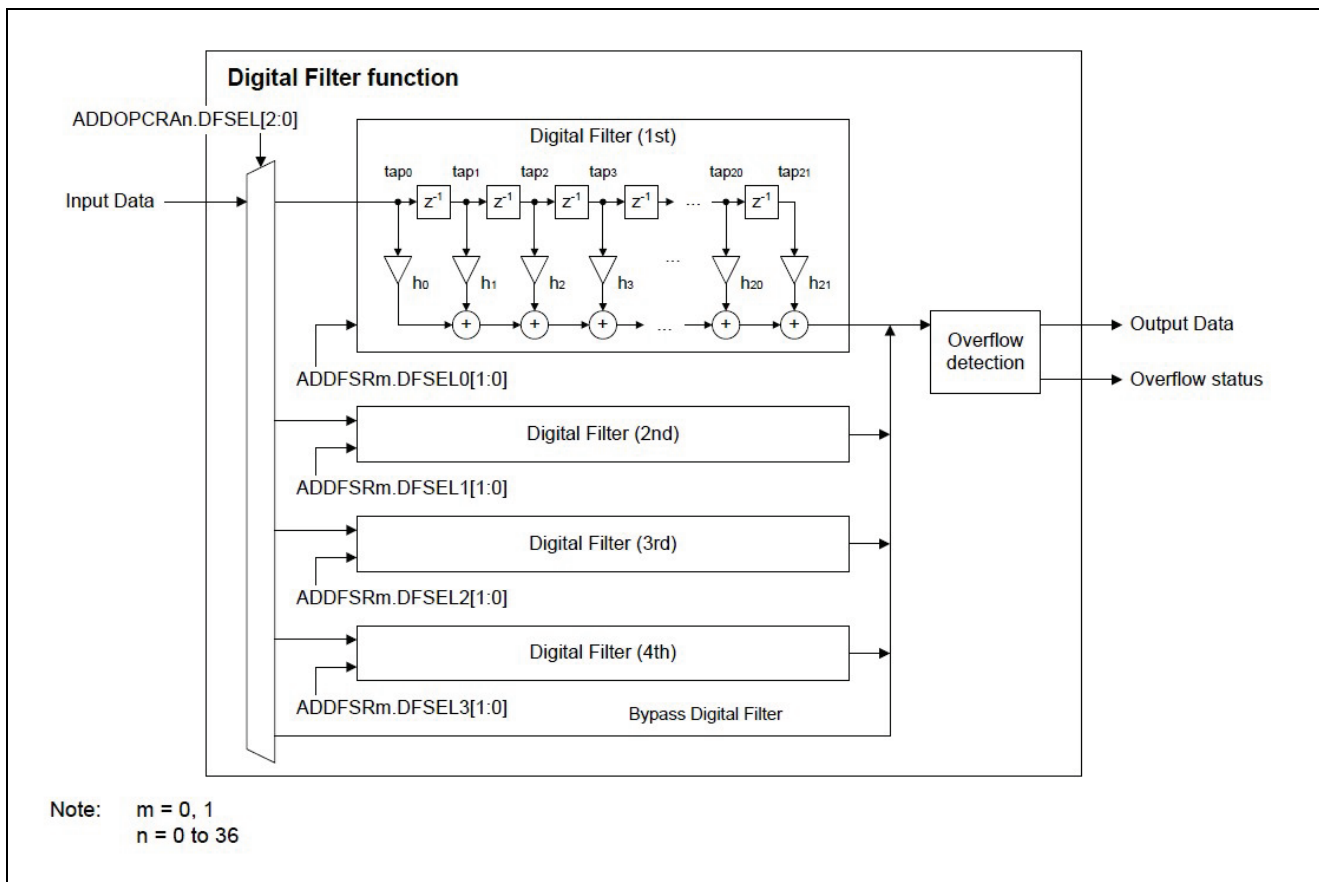 Digital Filter function
ADDOPCRAn.DFSEL[2:0]
Digital Filter (1st)
tap0 tap1 tap2 tap3 tap20 tap21
Input Data
z-1 z-1 z-1 z-1 ... z-1
...
h0 h1 h2 h3 h20 h21
+ + + ... + +
Overflow
detection
Output Data
Overflow status
ADDFSRm.DFSEL0[1:0]
Digital Filter (2nd)
ADDFSRm.DFSEL1[1:0]
Digital Filter (3rd)
ADDFSRm.DFSEL2[1:0]
Digital Filter (4th)
ADDFSRm.DFSEL3[1:0]
Bypass Digital Filter
Note: m = 0, 1
n = 0 to 36